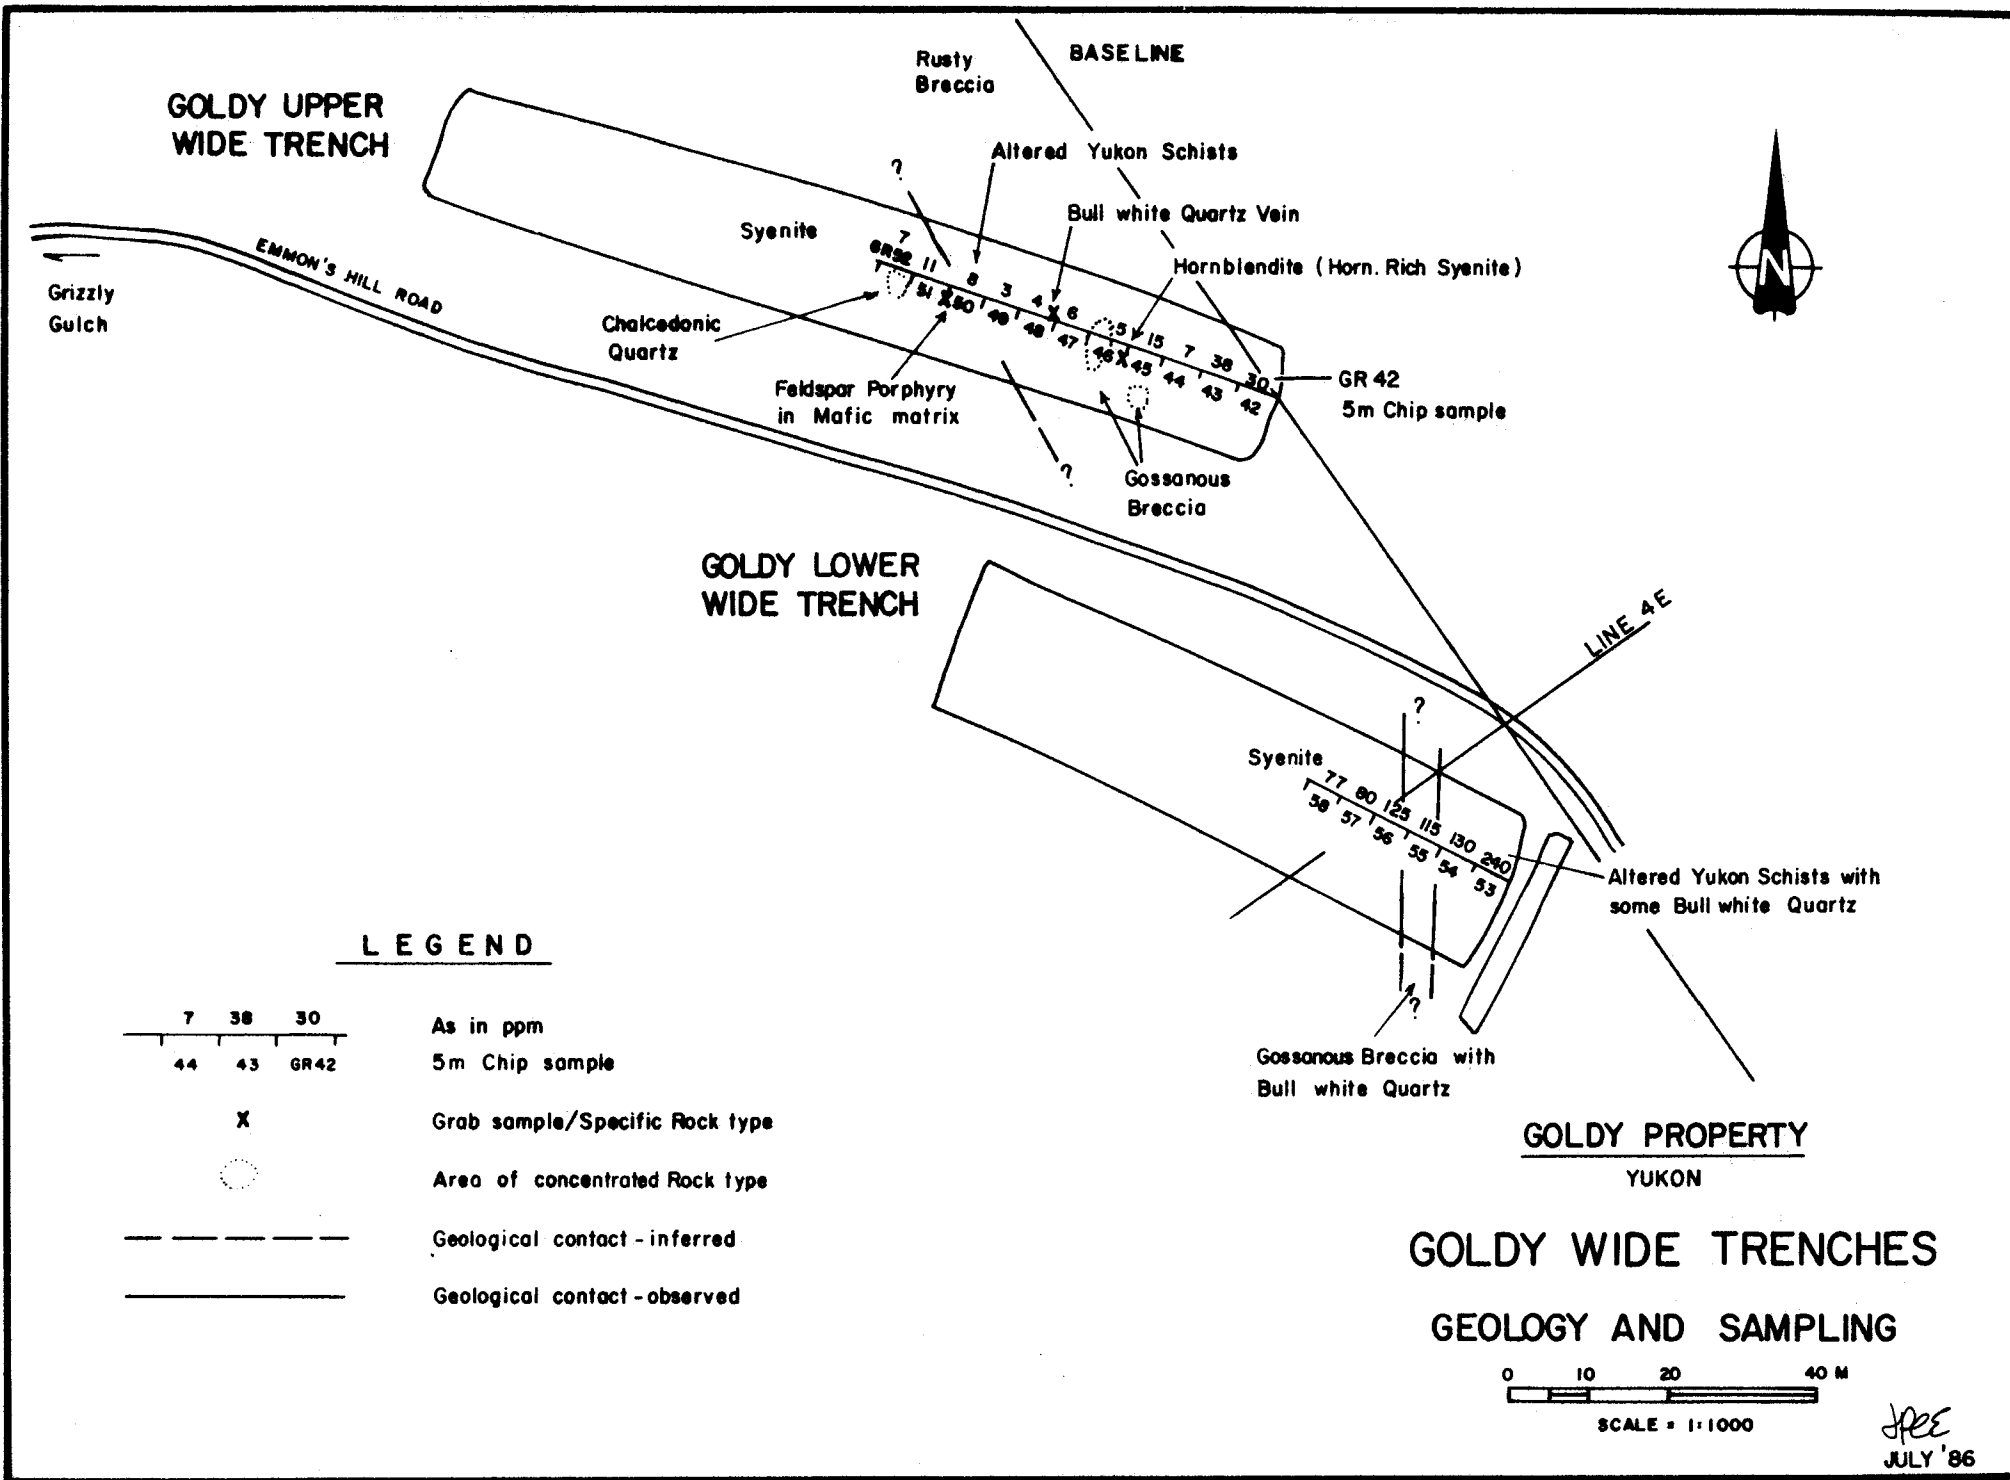 BASELINE
Rusty
Breccia
GOLDY UPPER
WIDE TRENCH
?
Altered Yukon Schists
Bull white Quartz Vein
Syenite
Hornblendite (Horn. Rich Syenite)
EMMON'S HILL ROAD
Grizzly
Gulch
7 11 8 3 4 6 5 15 7 38 30
GR52 51 50 49 48 47 46 45 44 43 42
X X X
N
Chalcedonic
Quartz
Feldspar Porphyry
in Mafic matrix
GR 42
5m Chip sample
?
Gossanous
Breccia
GOLDY LOWER
WIDE TRENCH
LINE 4E
?
Syenite
77 80 125 115 130 240
58 57 56 55 54 53
Altered Yukon Schists with
some Bull white Quartz
?
Gossanous Breccia with
Bull white Quartz
LEGEND
7 38 30
As in ppm
44 43 GR42
5m Chip sample
X
Grab sample/Specific Rock type
Area of concentrated Rock type
Geological contact - inferred
Geological contact - observed
GOLDY PROPERTY
YUKON
GOLDY WIDE TRENCHES
GEOLOGY AND SAMPLING
0 10 20 40 M
SCALE = 1:1000
JULY '86